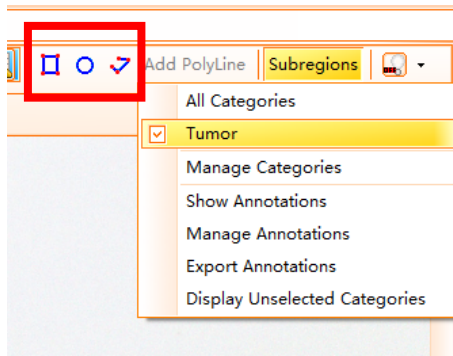 Add PolyLine Subregions
All Categories
Tumor
Manage Categories
Show Annotations
Manage Annotations
Export Annotations
Display Unselected Categories